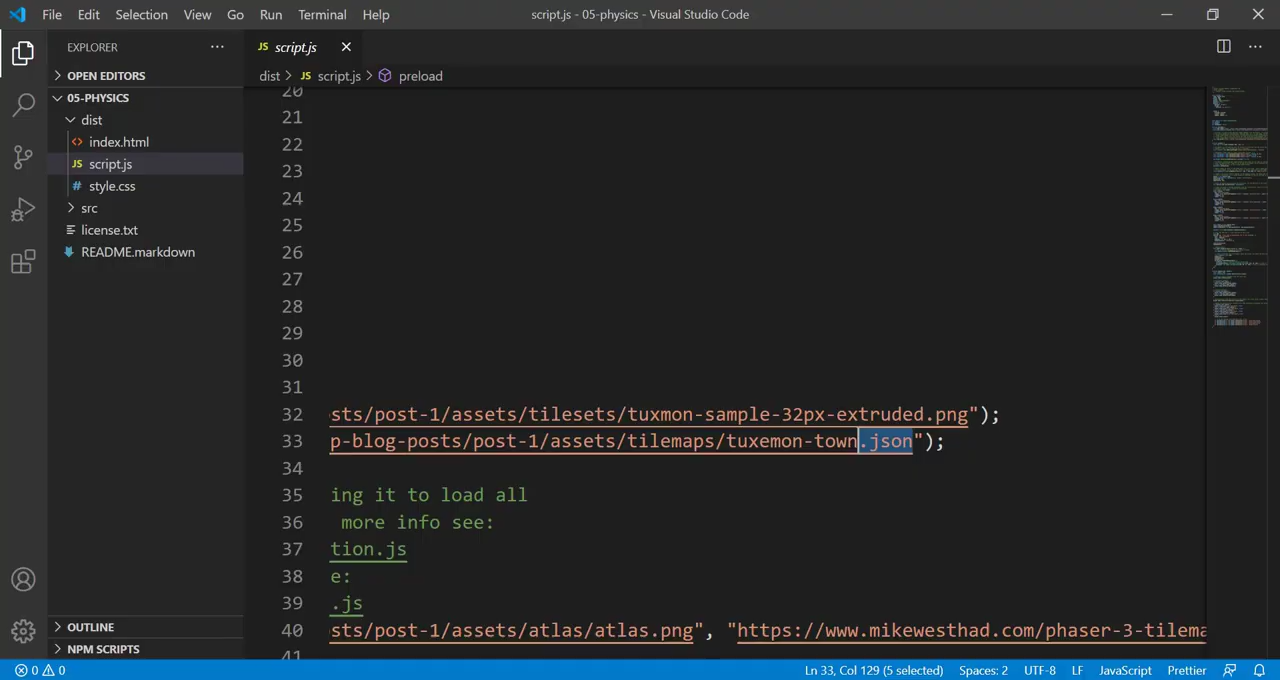 File Edit Selection View Go Run Terminal Help
script.js - 05-physics - Visual Studio Code
EXPLORER
JS script.js
OPEN EDITORS
dist > JS script.js > preload
05-PHYSICS
dist
<> index.html
JS script.js
# style.css
src
license.txt
README.markdown
20
21
22
23
24
25
26
27
28
29
30
31
32 sts/post-1/assets/tilesets/tuxmon-sample-32px-extruded.png");
33 p-blog-posts/post-1/assets/tilemaps/tuxemon-town.json");
34
35 ing it to load all
36 more info see:
37 tion.js
38 e:
39 .js
40 sts/post-1/assets/atlas/atlas.png", "https://www.mikewesthad.com/phaser-3-tilema
41
OUTLINE
NPM SCRIPTS
0 0
Ln 33, Col 129 (5 selected) Spaces: 2 UTF-8 LF JavaScript Prettier